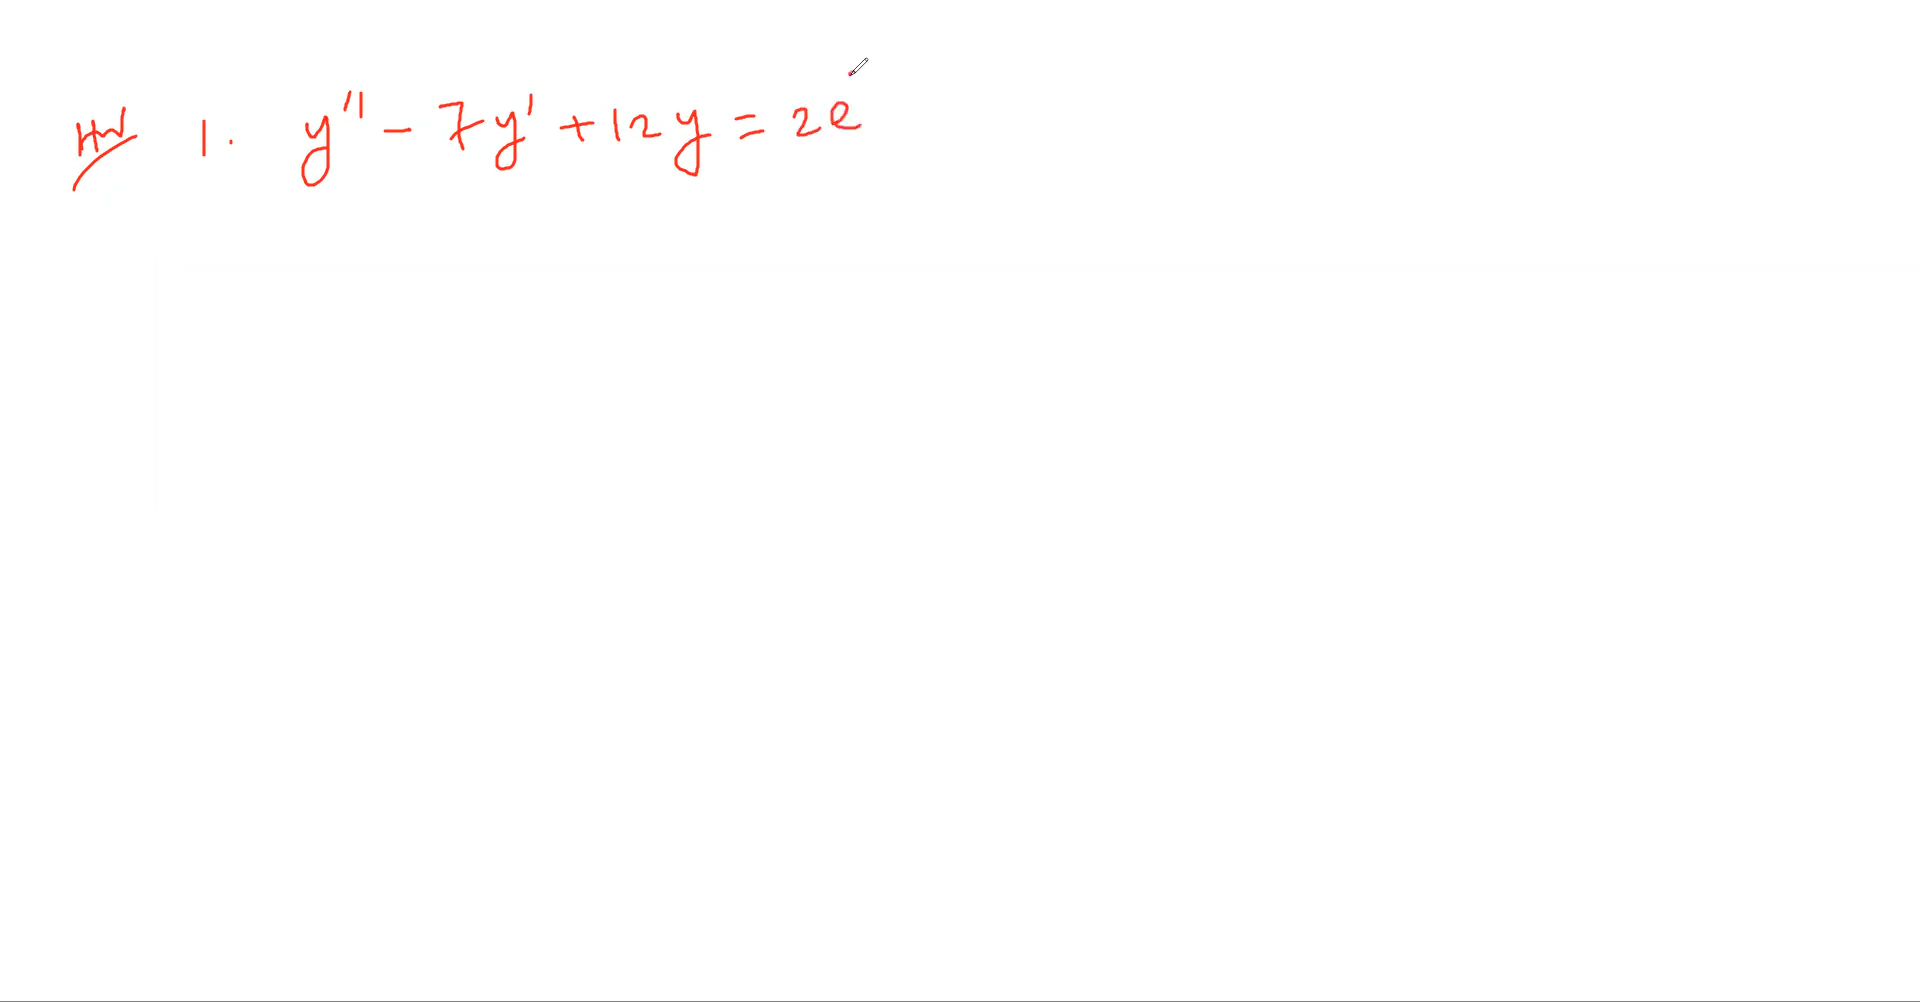 HW 1. y'' - 7y' + 12y = 2e